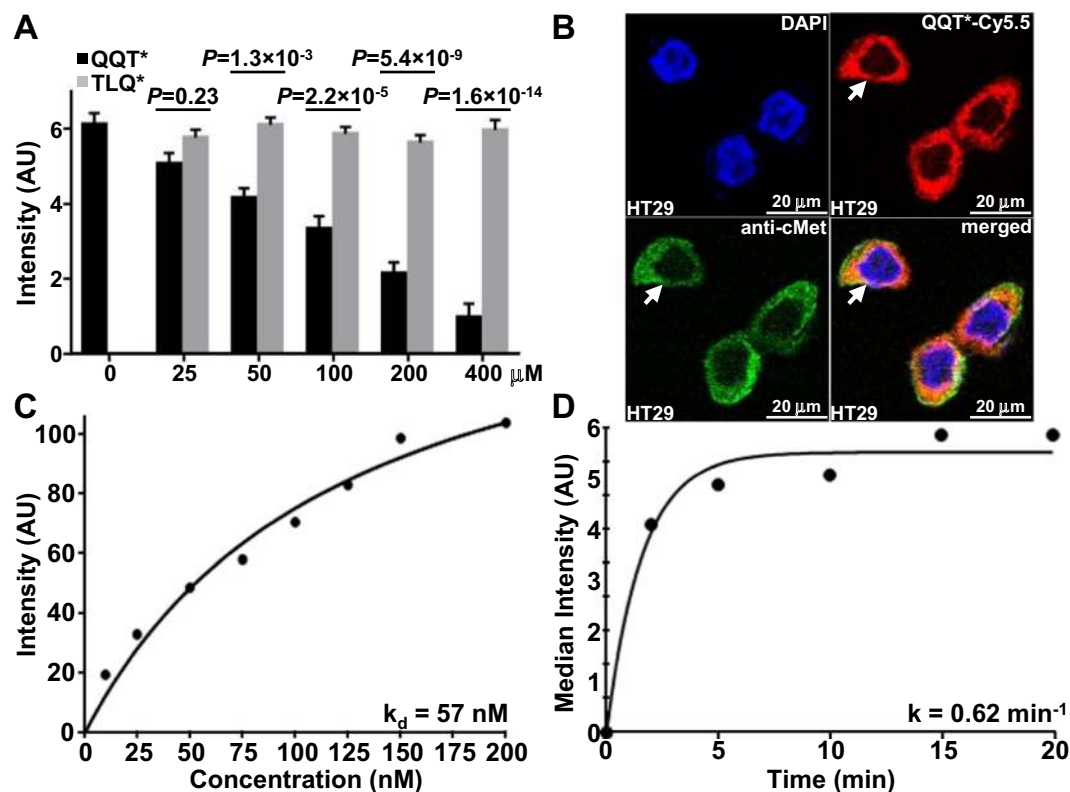 A
QQT*
TLQ*
P=1.3×10⁻³
P=5.4×10⁻⁹
P=0.23
P=2.2×10⁻⁵
P=1.6×10⁻¹⁴
Intensity (AU)
6
4
2
0
0 25 50 100 200 400 μM
B
DAPI
HT29
20 μm
QQT*-Cy5.5
HT29
20 μm
anti-cMet
HT29
20 μm
merged
HT29
20 μm
C
Intensity (AU)
100
80
60
40
20
0
0 25 50 75 100 125 150 175 200
Concentration (nM)
k_d = 57 nM
D
Median Intensity (AU)
6
5
4
3
2
1
0
0 5 10 15 20
Time (min)
k = 0.62 min⁻¹